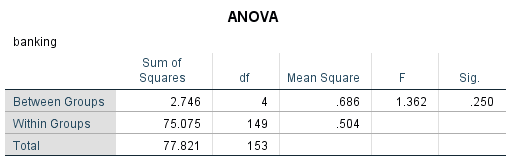 ANOVA
banking
Sum of
Squares df Mean Square F Sig.
Between Groups 2.746 4 .686 1.362 .250
Within Groups 75.075 149 .504
Total 77.821 153